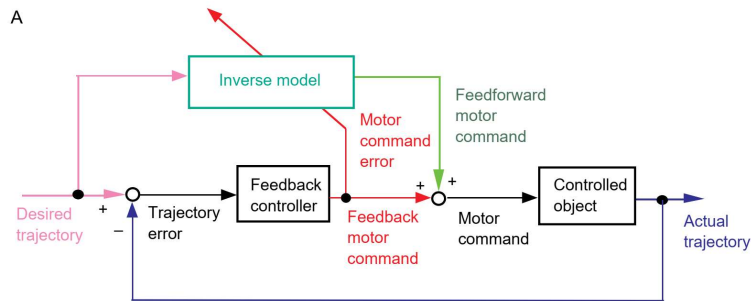 A
Inverse model
Motor
command
error
Feedforward
motor
command
Desired
trajectory
+
−
Trajectory
error
Feedback
controller
Feedback
motor
command
+
+
Motor
command
Controlled
object
Actual
trajectory